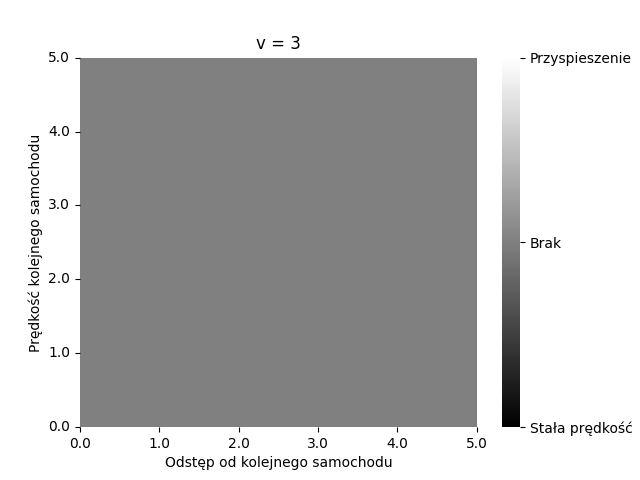 v = 3
Prędkość kolejnego samochodu
5.0
4.0
3.0
2.0
1.0
0.0
0.0 1.0 2.0 3.0 4.0 5.0
Odstęp od kolejnego samochodu
Przyspieszenie
Brak
Stała prędkość